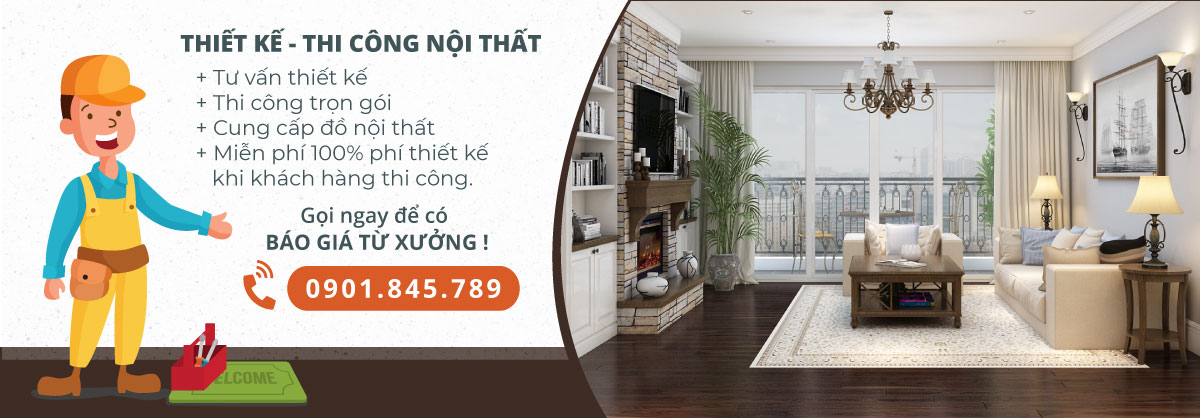 THIẾT KẾ - THI CÔNG NỘI THẤT
+ Tư vấn thiết kế
+ Thi công trọn gói
+ Cung cấp đồ nội thất
+ Miễn phí 100% phí thiết kế
khi khách hàng thi công.
Gọi ngay để có
BÁO GIÁ TỪ XƯỞNG !
0901.845.789
WELCOME